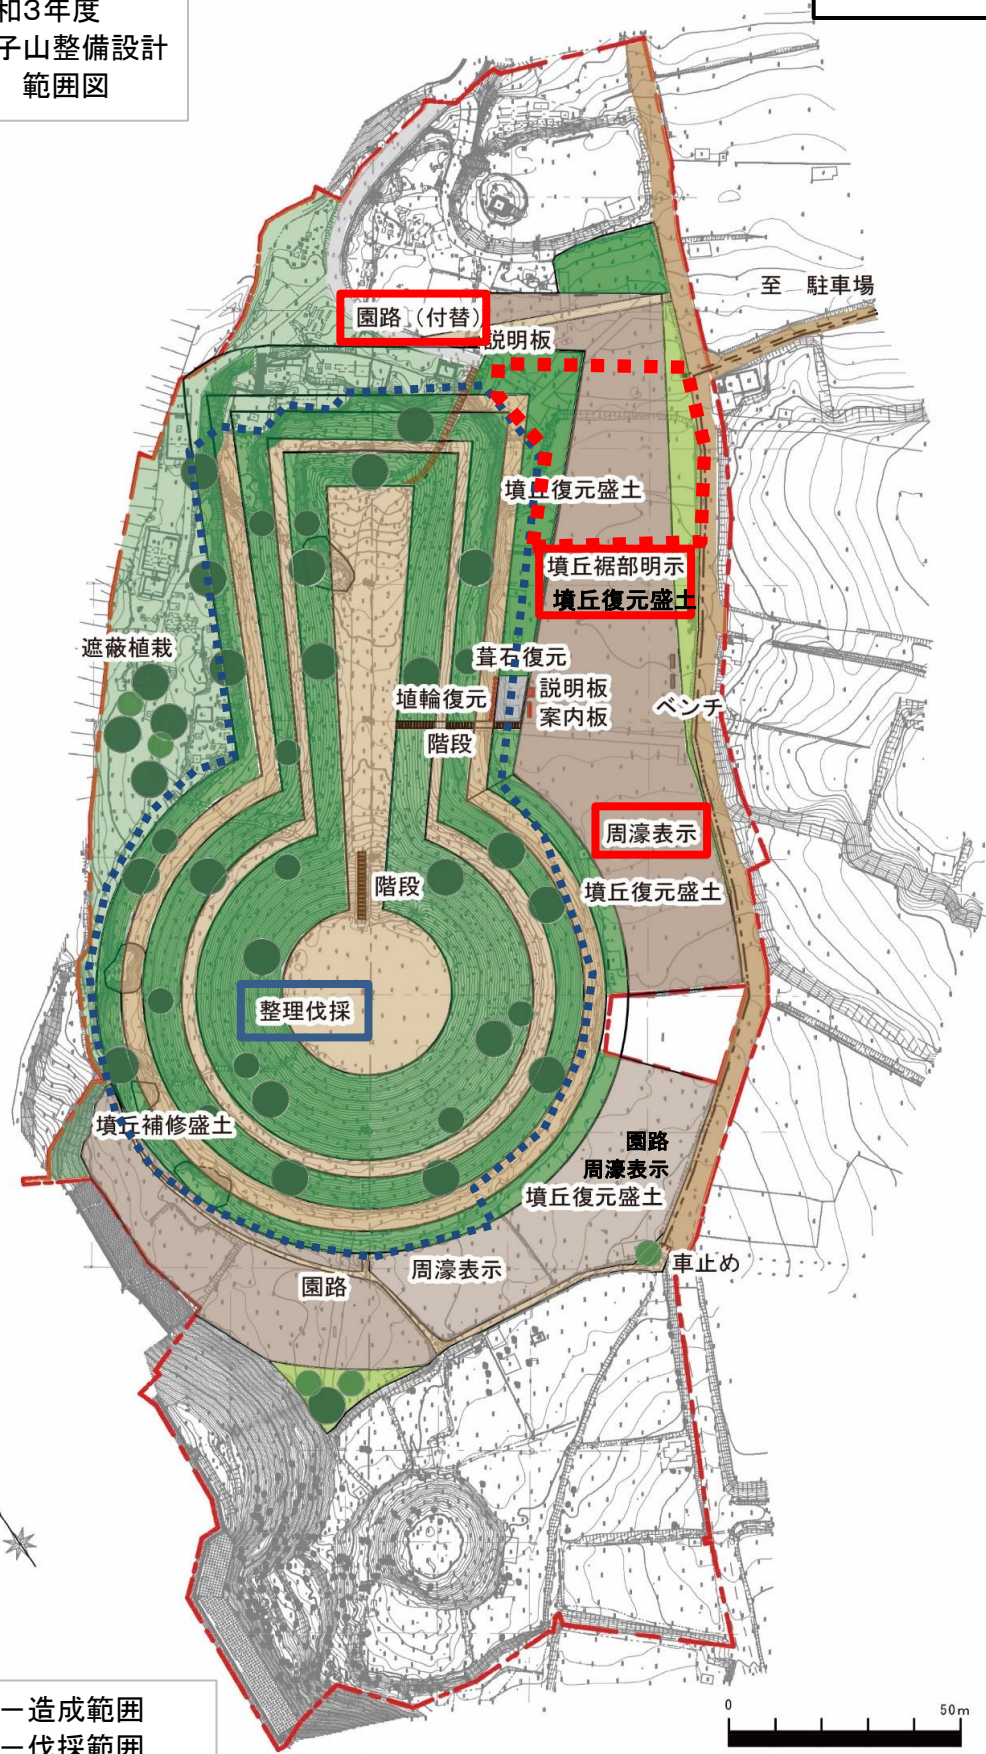 和3年度
子山整備設計
範囲図
至 駐車場
園路（付替）
説明板
墳丘復元盛土
墳丘裾部明示
墳丘復元盛土
遮蔽植栽
葺石復元
埴輪復元
説明板
案内板
ベンチ
階段
周濠表示
階段
墳丘復元盛土
整理伐採
墳丘補修盛土
園路
周濠表示
墳丘復元盛土
車止め
周濠表示
園路
ー造成範囲
ー伐採範囲
0 50m